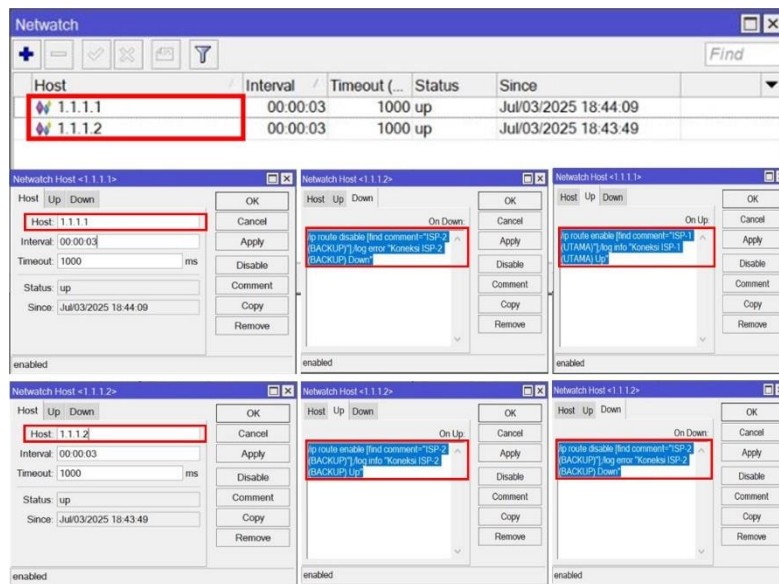 Netwatch
Find
Host Interval Timeout (... Status Since
1.1.1.1 00:00:03 1000 up Jul/03/2025 18:44:09
1.1.1.2 00:00:03 1000 up Jul/03/2025 18:43:49
Netwatch Host <1.1.1.1>
Host Up Down
Host: 1.1.1.1
Interval: 00:00:03
Timeout: 1000 ms
Status: up
Since: Jul/03/2025 18:44:09
OK
Cancel
Apply
Disable
Comment
Copy
Remove
enabled
Netwatch Host <1.1.1.2>
Host Up Down
On Down:
/ip route disable [find comment="ISP-2
(BACKUP)"];/log error "Koneksi ISP-2
(BACKUP) Down"
OK
Cancel
Apply
Disable
Comment
Copy
Remove
enabled
Netwatch Host <1.1.1.1>
Host Up Down
On Up:
/ip route enable [find comment="ISP-1
(UTAMA)"];/log info "Koneksi ISP-1
(UTAMA) Up"
OK
Cancel
Apply
Disable
Comment
Copy
Remove
enabled
Netwatch Host <1.1.1.2>
Host Up Down
Host: 1.1.1.2
Interval: 00:00:03
Timeout: 1000 ms
Status: up
Since: Jul/03/2025 18:43:49
OK
Cancel
Apply
Disable
Comment
Copy
Remove
enabled
Netwatch Host <1.1.1.2>
Host Up Down
On Up:
/ip route enable [find comment="ISP-2
(BACKUP)"];/log info "Koneksi ISP-2
(BACKUP) Up"
OK
Cancel
Apply
Disable
Comment
Copy
Remove
enabled
Netwatch Host <1.1.1.2>
Host Up Down
On Down:
/ip route disable [find comment="ISP-2
(BACKUP)"];/log error "Koneksi ISP-2
(BACKUP) Down"
OK
Cancel
Apply
Disable
Comment
Copy
Remove
enabled